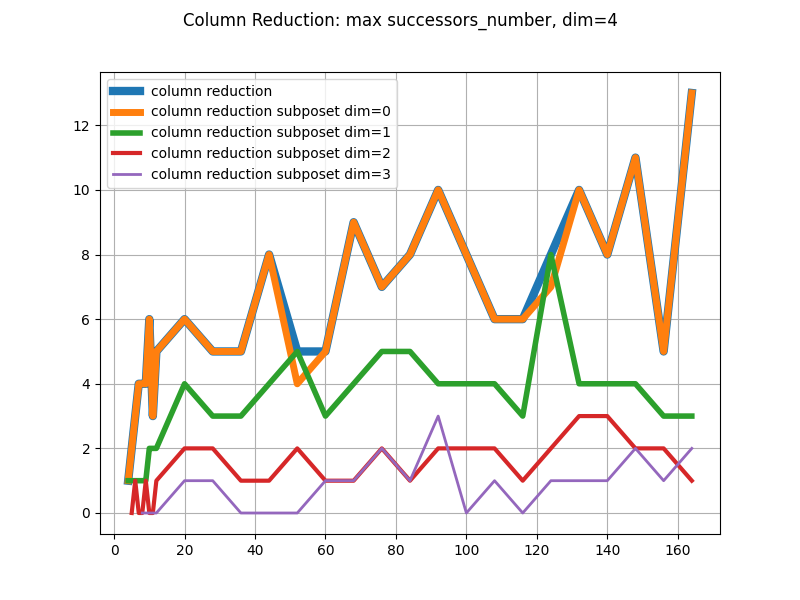 Column Reduction: max successors_number, dim=4
column reduction
column reduction subposet dim=0
column reduction subposet dim=1
column reduction subposet dim=2
column reduction subposet dim=3
12
10
8
6
4
2
0
0 20 40 60 80 100 120 140 160